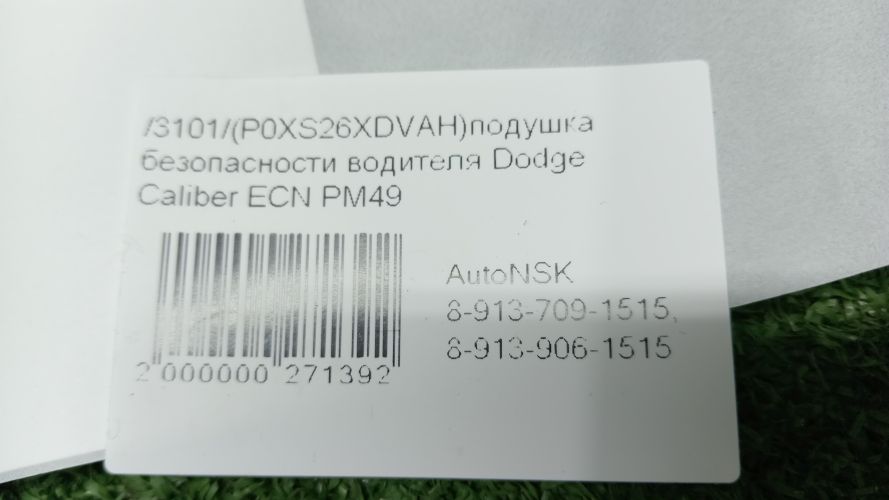 /3101/(P0XS26XDVAH)подушка
безопасности водителя Dodge
Caliber ECN PM49
AutoNSK
8-913-709-1515,
8-913-906-1515
2 000000 271392